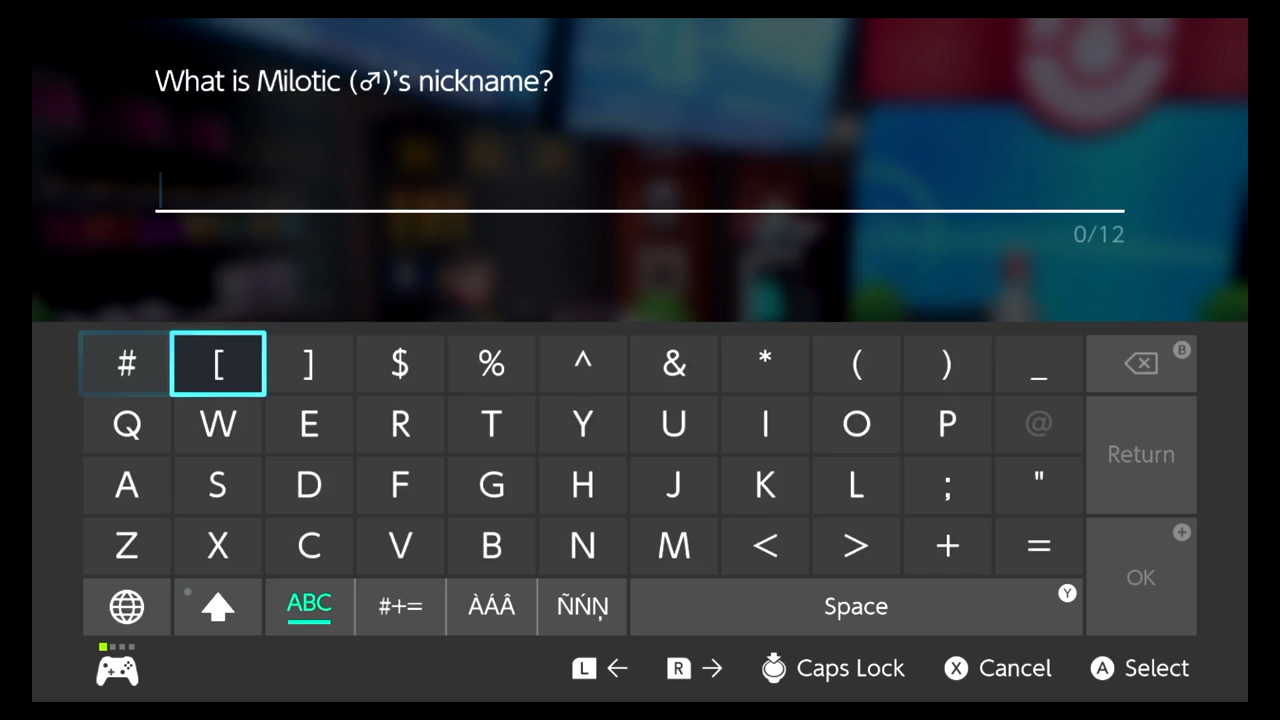 What is Milotic (♂)'s nickname?
0/12
# [ ] $ % ^ & * ( ) _ B
Q W E R T Y U I O P @ Return
A S D F G H J K L ; "
Z X C V B N M < > + = + OK
ABC #+= ÀÁÂ ÑŃŅ Space Y
L ← R → Caps Lock X Cancel A Select